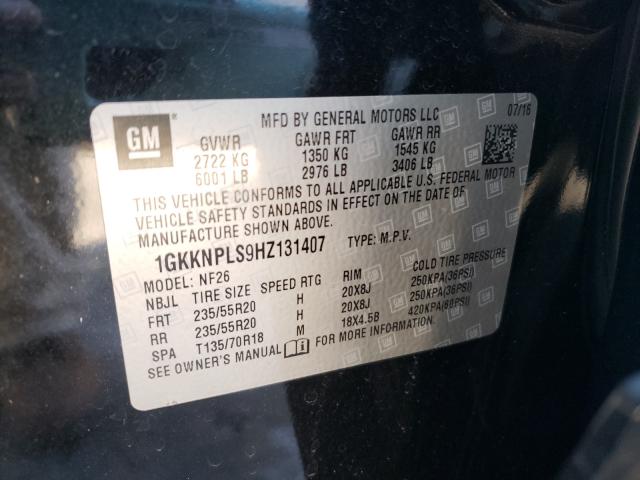 GM
MFD BY GENERAL MOTORS LLC 07/16
GVWR GAWR FRT GAWR RR
2722 KG 1350 KG 1545 KG
6001 LB 2976 LB 3406 LB
THIS VEHICLE CONFORMS TO ALL APPLICABLE U.S. FEDERAL MOTOR
VEHICLE SAFETY STANDARDS IN EFFECT ON THE DATE OF
MANUFACTURE SHOWN ABOVE.
1GKKNPLS9HZ131407 TYPE: M.P.V.
MODEL: NF26
NBJL TIRE SIZE SPEED RTG RIM COLD TIRE PRESSURE
FRT 235/55R20 H 20X8J 250KPA(36PSI)
RR 235/55R20 H 20X8J 250KPA(36PSI)
SPA T135/70R18 M 18X4.5B 420KPA(60PSI)
SEE OWNER'S MANUAL FOR MORE INFORMATION.